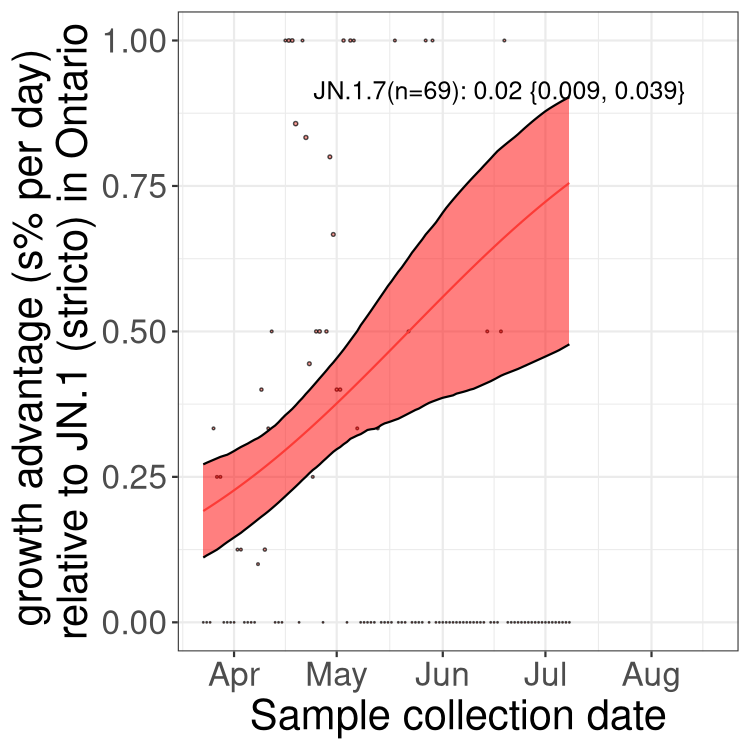 growth advantage (s% per day)
relative to JN.1 (stricto) in Ontario
1.00
0.75
0.50
0.25
0.00
JN.1.7(n=69): 0.02 {0.009, 0.039}
Apr May Jun Jul Aug
Sample collection date